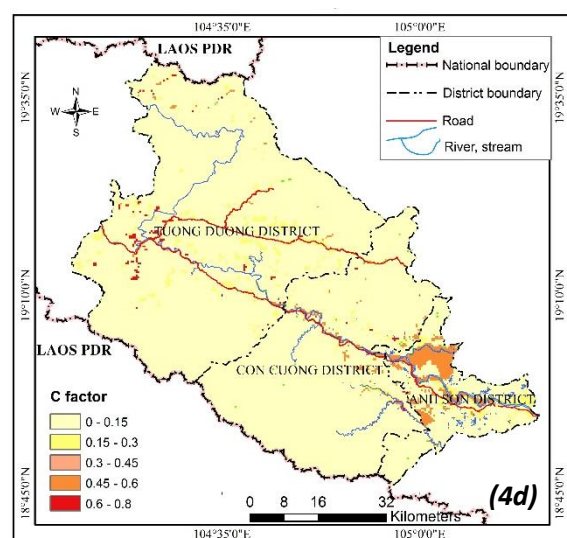 104°35'0"E 105°0'0"E
LAOS PDR
Legend
National boundary
District boundary
Road
River, stream
19°35'0"N
19°35'0"N
N
W E
S
TUONG DUONG DISTRICT
19°10'0"N
19°10'0"N
LAOS PDR
CON CUONG DISTRICT
ANH SON DISTRICT
C factor
0 - 0.15
0.15 - 0.3
0.3 - 0.45
0.45 - 0.6
0.6 - 0.8
18°45'0"N
18°45'0"N
(4d)
0 8 16 32
Kilometers
104°35'0"E 105°0'0"E